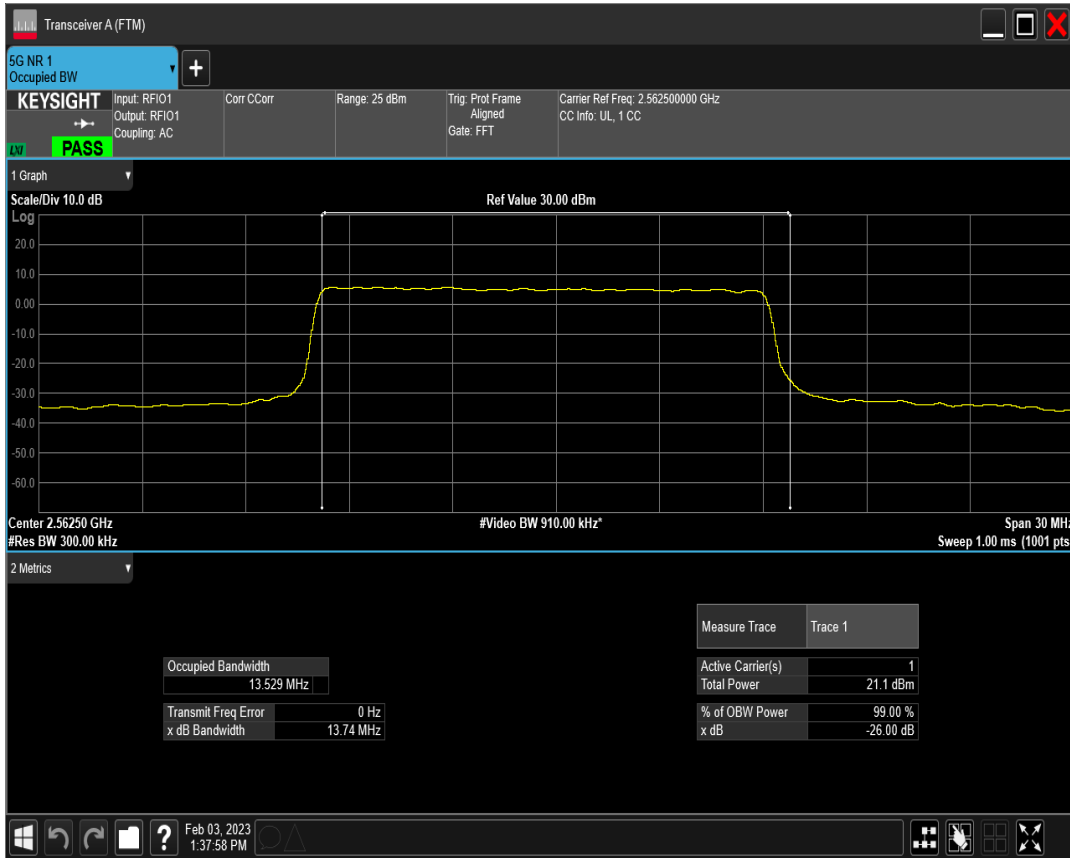 Transceiver A (FTM)
5G NR 1
Occupied BW
+
KEYSIGHT
LXI
PASS
Input: RFIO1
Output: RFIO1
Coupling: AC
Corr CCorr
Range: 25 dBm
Trig: Prot Frame
Aligned
Gate: FFT
Carrier Ref Freq: 2.562500000 GHz
CC Info: UL, 1 CC
1 Graph
Scale/Div 10.0 dB
Ref Value 30.00 dBm
Log
20.0
10.0
0.00
-10.0
-20.0
-30.0
-40.0
-50.0
-60.0
Center 2.56250 GHz
#Video BW 910.00 kHz*
Span 30 MHz
#Res BW 300.00 kHz
Sweep 1.00 ms (1001 pts
2 Metrics
Measure Trace Trace 1
Occupied Bandwidth
13.529 MHz
Active Carrier(s) 1
Total Power 21.1 dBm
Transmit Freq Error 0 Hz
x dB Bandwidth 13.74 MHz
% of OBW Power 99.00 %
x dB -26.00 dB
?
Feb 03, 2023
1:37:58 PM